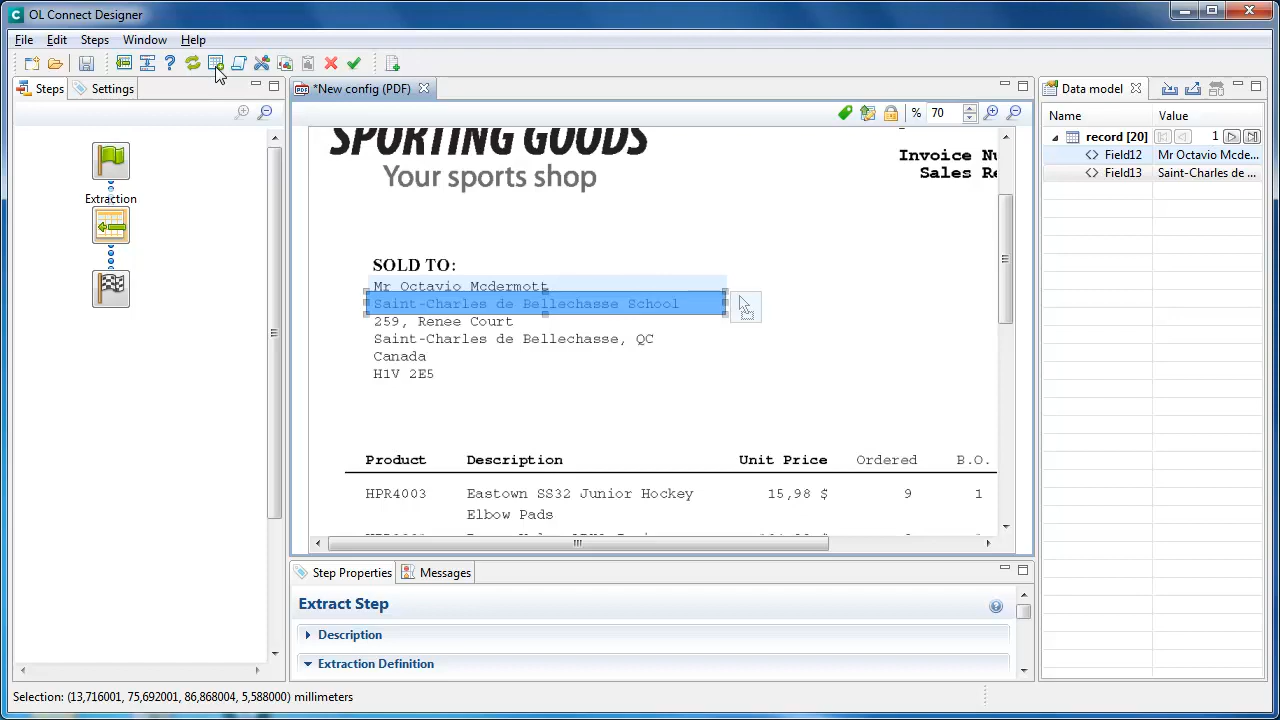 OL Connect Designer
File Edit Steps Window Help
Steps Settings
*New config (PDF)
Data model
% 70
Name Value
record [20] 1
Field12 Mr Octavio Mcde...
Field13 Saint-Charles de ...
Extraction
SPORTING GOODS
Your sports shop
Invoice Nu
Sales Re
SOLD TO:
Mr Octavio Mcdermott
Saint-Charles de Bellechasse School
259, Renee Court
Saint-Charles de Bellechasse, QC
Canada
H1V 2E5
Product Description Unit Price Ordered B.O.
HPR4003 Eastown SS32 Junior Hockey 15,98 $ 9 1
Elbow Pads
Step Properties Messages
Extract Step
Description
Extraction Definition
Selection: (13,716001, 75,692001, 86,868004, 5,588000) millimeters